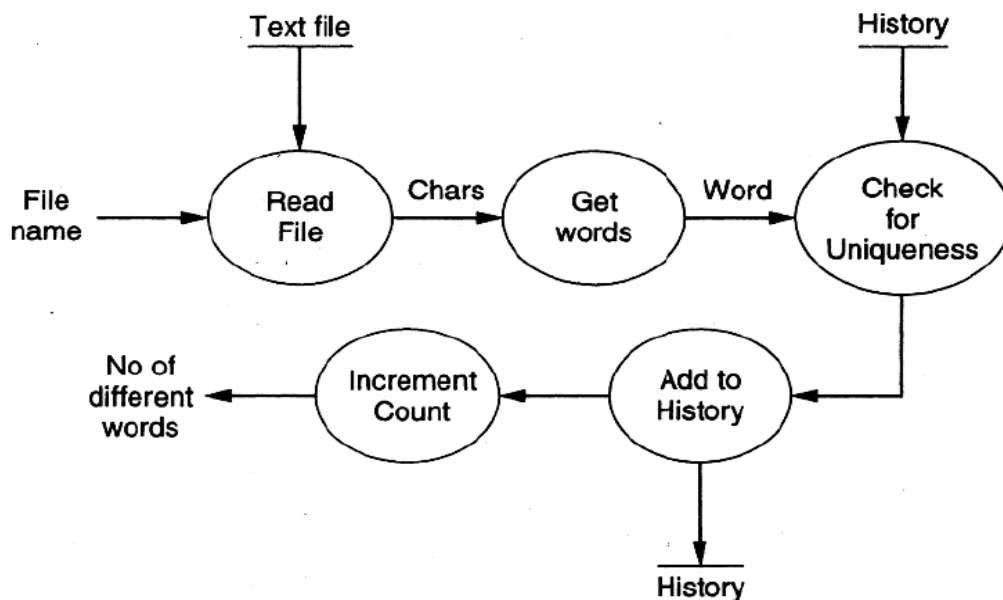 Text file
History
File
name
Read
File
Chars
Get
words
Word
Check
for
Uniqueness
No of
different
words
Increment
Count
Add to
History
History